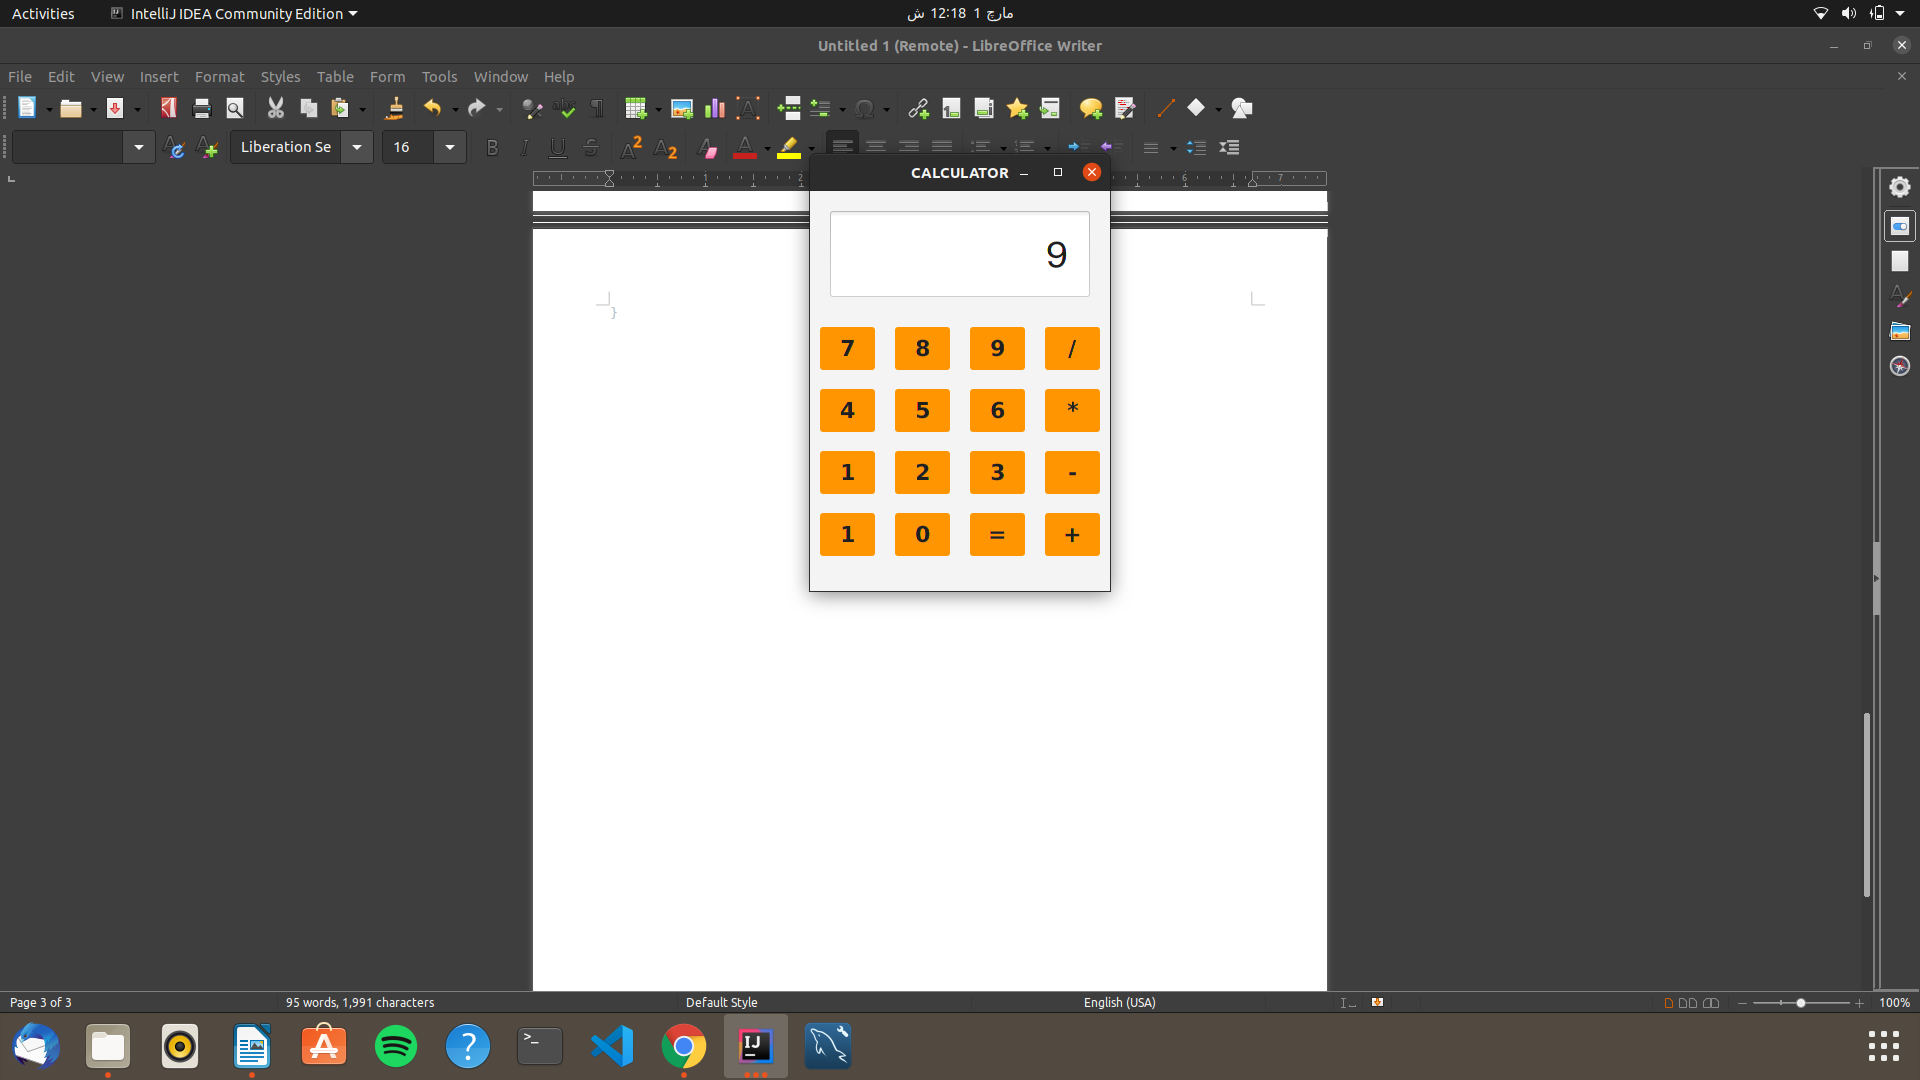 Activities IntelliJ IDEA Community Edition مارچ 1 12:18 ش
Untitled 1 (Remote) - LibreOffice Writer
File Edit View Insert Format Styles Table Form Tools Window Help
Liberation Se 16
CALCULATOR
9
}
7 8 9 /
4 5 6 *
1 2 3 -
1 0 = +
Page 3 of 3 95 words, 1,991 characters Default Style English (USA) 100%